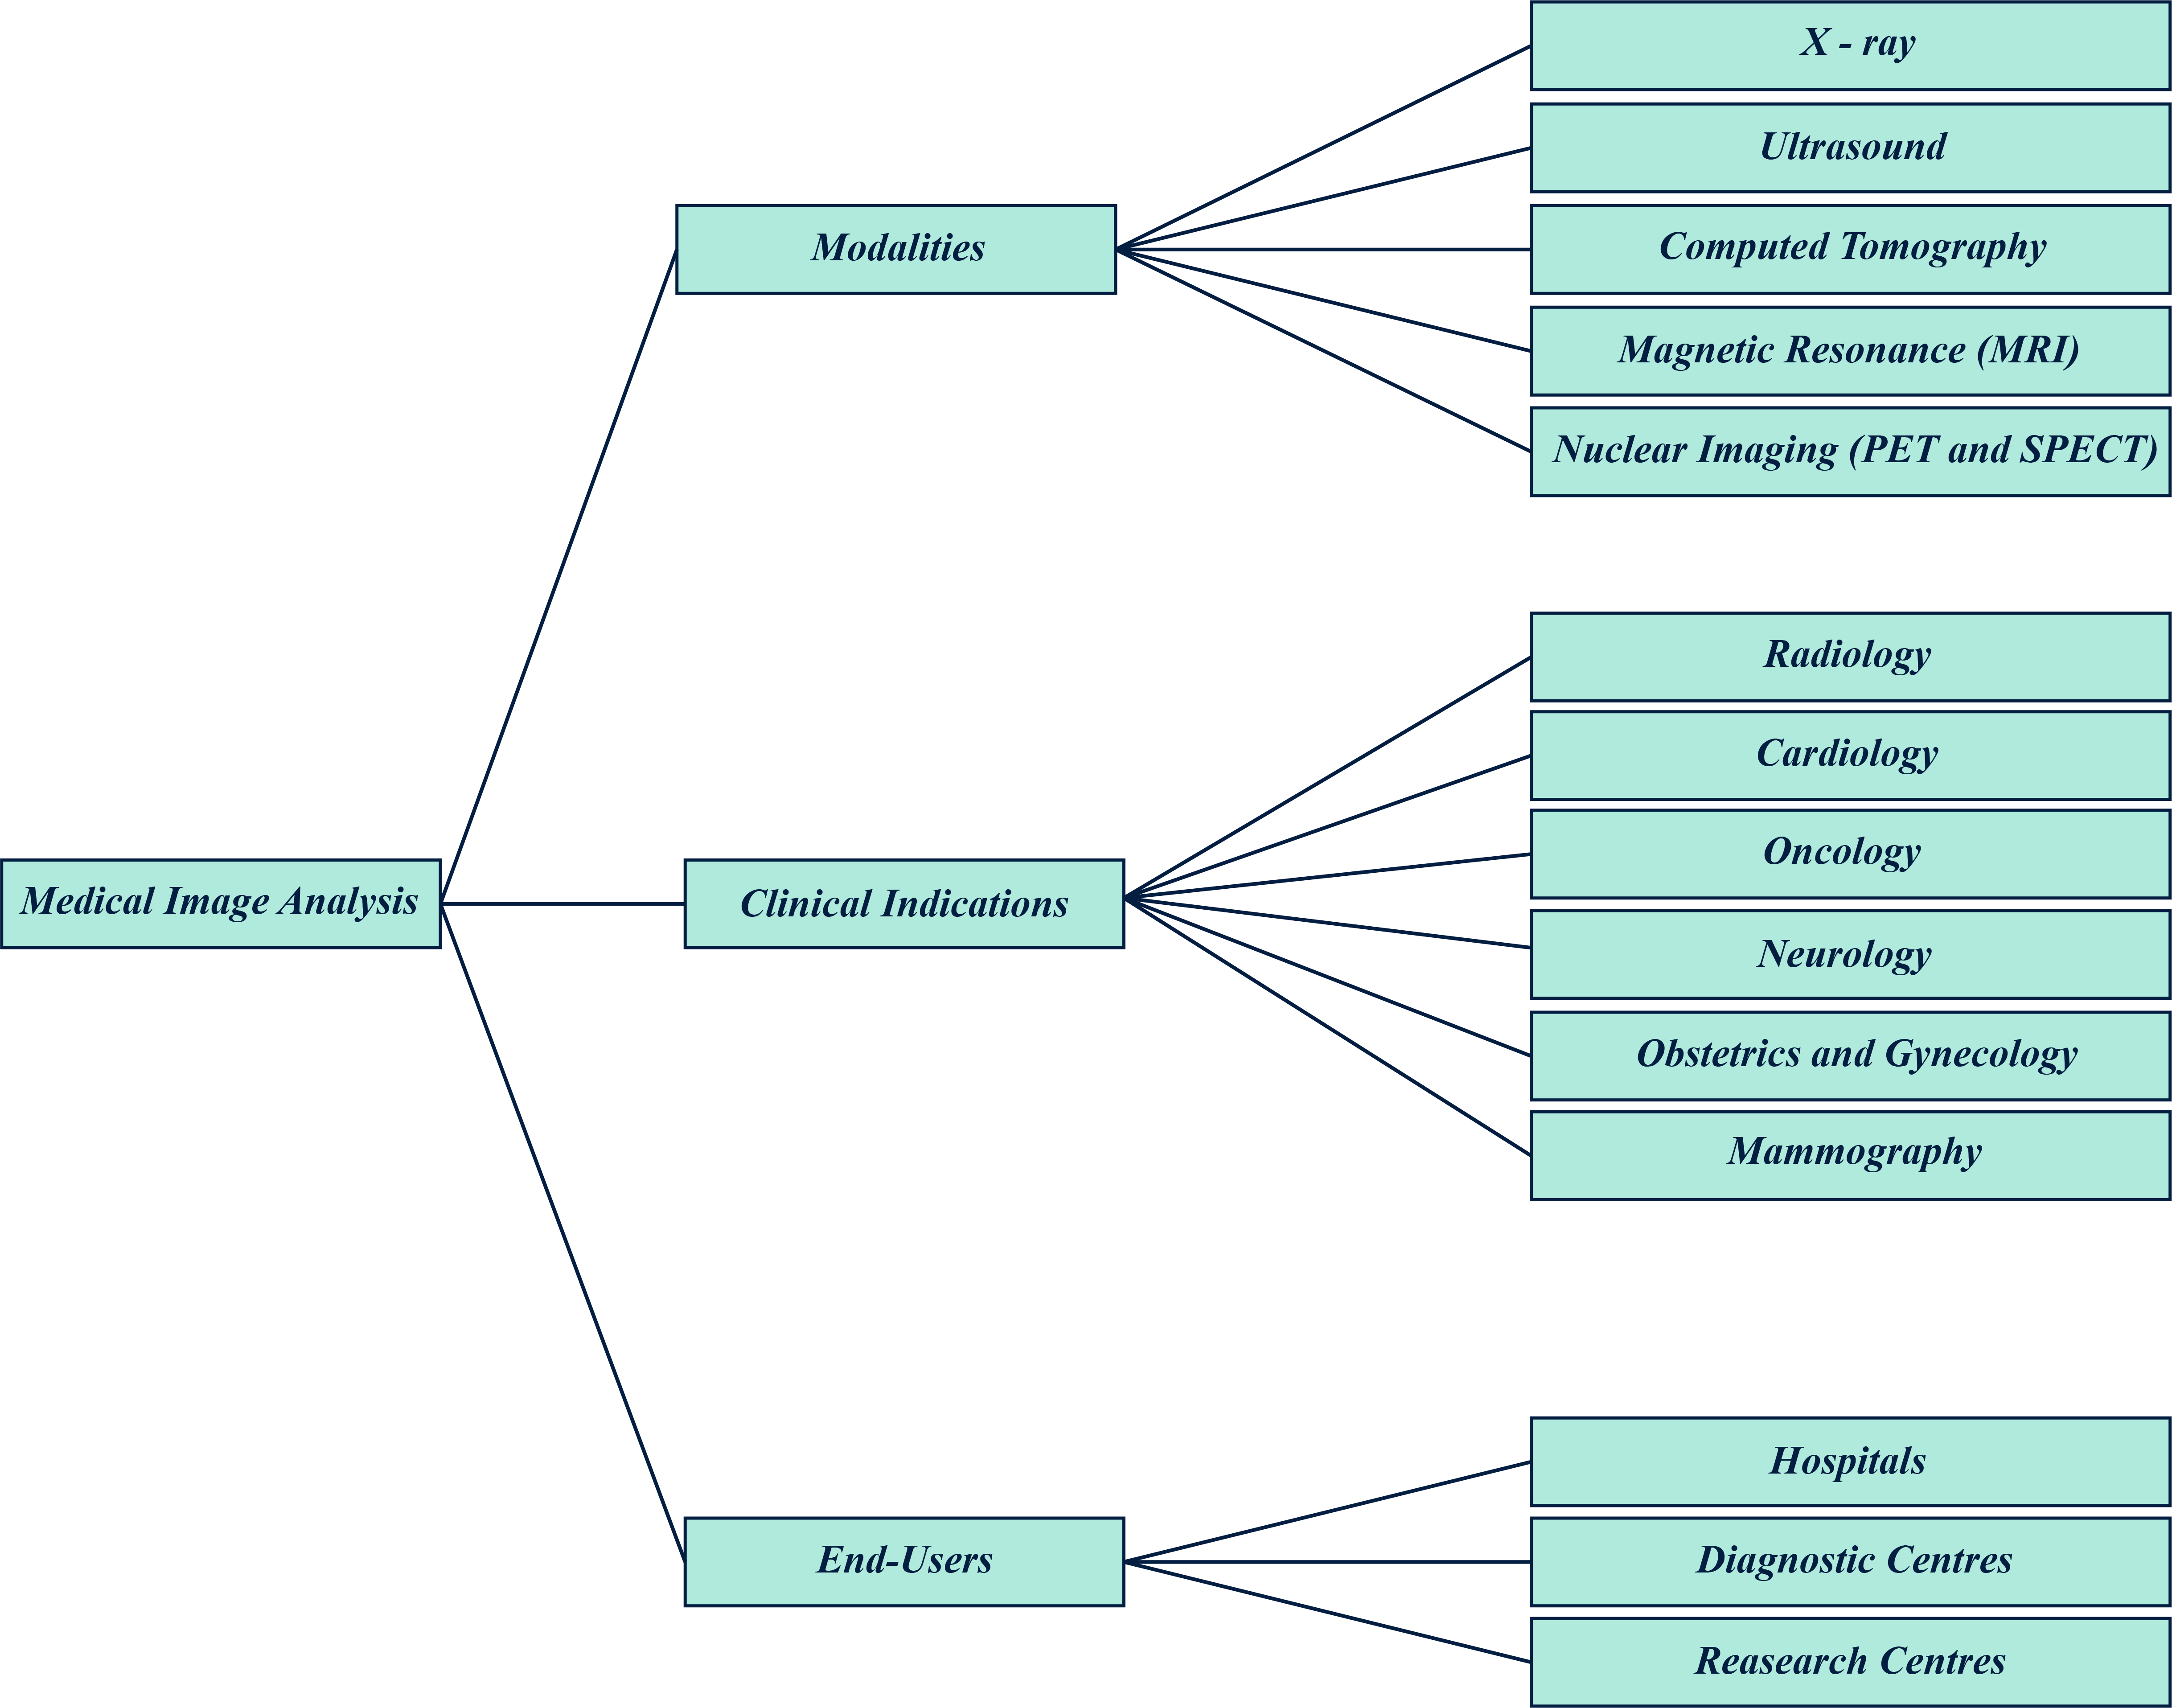 X - ray
Ultrasound
Modalities
Computed Tomography
Magnetic Resonance (MRI)
Nuclear Imaging (PET and SPECT)
Radiology
Cardiology
Oncology
Medical Image Analysis
Clinical Indications
Neurology
Obstetrics and Gynecology
Mammography
Hospitals
End-Users
Diagnostic Centres
Reasearch Centres